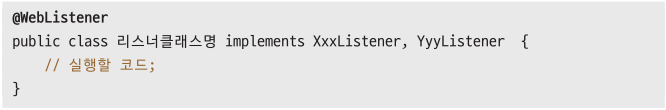 @WebListener
public class 리스너클래스명 implements XxxListener, YyyListener  {
    // 실행할 코드;
}